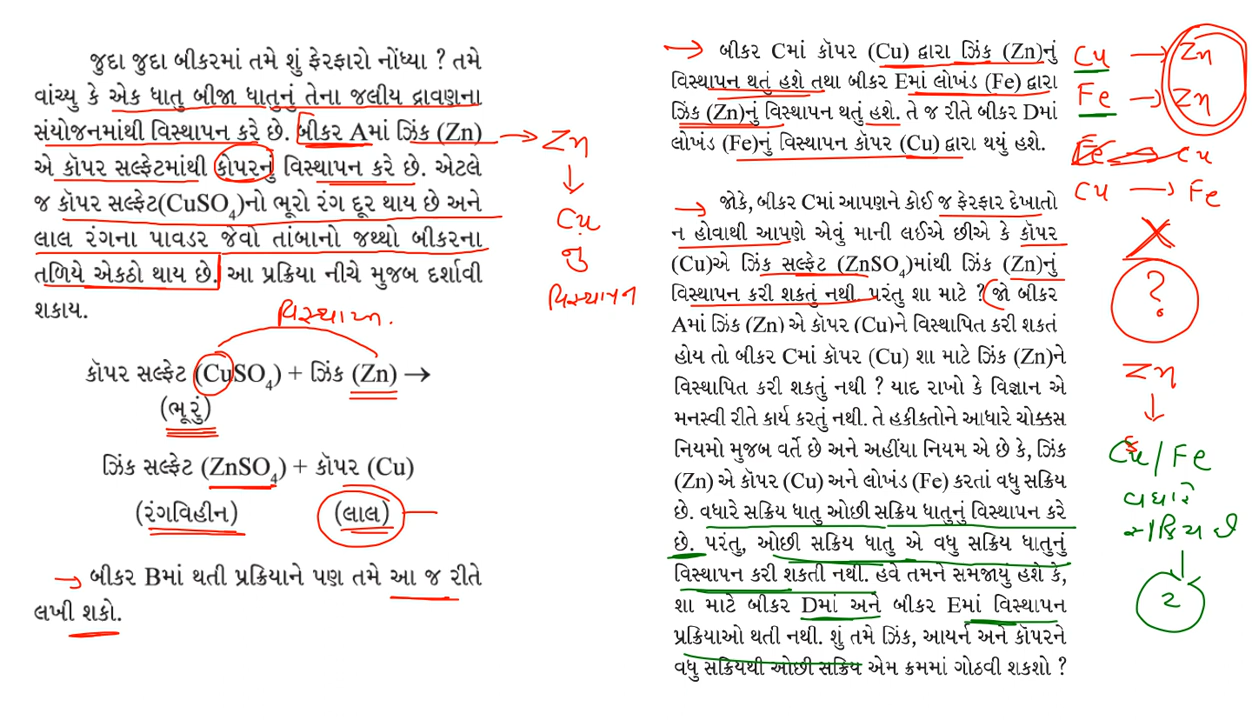 જુદા જુદા બીકરમાં તમે શું ફેરફારો નોંધ્યા ? તમે
વાંચ્યુ કે એક ધાતુ બીજા ધાતુનું તેના જલીય દ્રાવણના
સંયોજનમાંથી વિસ્થાપન કરે છે. બીકર Aમાં ઝિંક (Zn)
એ કૉપર સલ્ફેટમાંથી કોપરનું વિસ્થાપન કરે છે. એટલે
જ કૉપર સલ્ફેટ(CuSO₄)નો ભૂરો રંગ દૂર થાય છે અને
લાલ રંગના પાવડર જેવો તાંબાનો જથ્થો બીકરના
તળિયે એકઠો થાય છે. આ પ્રક્રિયા નીચે મુજબ દર્શાવી
શકાય.
વિસ્થાપન.
કૉપર સલ્ફેટ (CuSO₄) + ઝિંક (Zn) →
(ભૂરું)
ઝિંક સલ્ફેટ (ZnSO₄) + કૉપર (Cu)
(રંગવિહીન) (લાલ)
→ બીકર Bમાં થતી પ્રક્રિયાને પણ તમે આ જ રીતે
લખી શકો.
→ Zn
↓
Cu
નુ
વિસ્થાપન
→ બીકર Cમાં કૉપર (Cu) દ્વારા ઝિંક (Zn)નું
વિસ્થાપન થતું હશે તથા બીકર Eમાં લોખંડ (Fe) દ્વારા
ઝિંક (Zn)નું વિસ્થાપન થતું હશે. તે જ રીતે બીકર Dમાં
લોખંડ (Fe)નું વિસ્થાપન કૉપર (Cu) દ્વારા થયું હશે.
→ જોકે, બીકર Cમાં આપણને કોઈ જ ફેરફાર દેખાતો
ન હોવાથી આપણે એવું માની લઈએ છીએ કે કૉપર
(Cu)એ ઝિંક સલ્ફેટ (ZnSO₄)માંથી ઝિંક (Zn)નું
વિસ્થાપન કરી શકતું નથી. પરંતુ શા માટે ? જો બીકર
Aમાં ઝિંક (Zn) એ કૉપર (Cu)ને વિસ્થાપિત કરી શકતું
હોય તો બીકર Cમાં કૉપર (Cu) શા માટે ઝિંક (Zn)ને
વિસ્થાપિત કરી શકતું નથી ? યાદ રાખો કે વિજ્ઞાન એ
મનસ્વી રીતે કાર્ય કરતું નથી. તે હકીકતોને આધારે ચોક્કસ
નિયમો મુજબ વર્તે છે અને અહીંયા નિયમ એ છે કે, ઝિંક
(Zn) એ કૉપર (Cu) અને લોખંડ (Fe) કરતાં વધુ સક્રિય
છે. વધારે સક્રિય ધાતુ ઓછી સક્રિય ધાતુનું વિસ્થાપન કરે
છે. પરંતુ, ઓછી સક્રિય ધાતુ એ વધુ સક્રિય ધાતુનું
વિસ્થાપન કરી શકતી નથી. હવે તમને સમજાયું હશે કે,
શા માટે બીકર Dમાં અને બીકર Eમાં વિસ્થાપન
પ્રક્રિયાઓ થતી નથી. શું તમે ઝિંક, આયર્ન અને કૉપરને
વધુ સક્રિયથી ઓછી સક્રિય એમ ક્રમમાં ગોઠવી શકશો ?
Cu → Zn
Fe → Zn
Fe → Cu
Cu → Fe
X
?
Zn
↓
Cu / Fe
વધારે
સક્રિય છે
↓
2